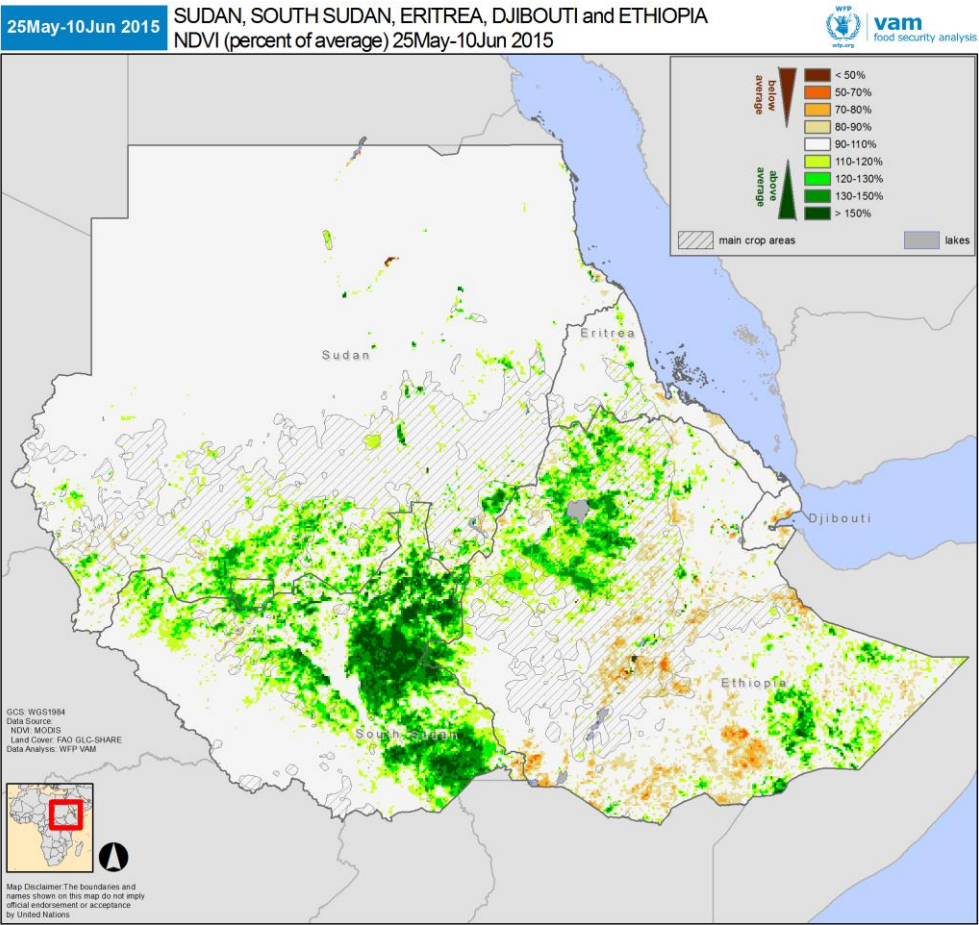 25May-10Jun 2015
SUDAN, SOUTH SUDAN, ERITREA, DJIBOUTI and ETHIOPIA
NDVI (percent of average) 25May-10Jun 2015
WFP
wfp.org
vam
food security analysis
below
average
above
average
< 50%
50-70%
70-80%
80-90%
90-110%
110-120%
120-130%
130-150%
> 150%
main crop areas
lakes
Eritrea
Sudan
Djibouti
Ethiopia
South Sudan
GCS: WGS1984
Data Source:
NDVI: MODIS
Land Cover: FAO GLC-SHARE
Data Analysis: WFP VAM
Map Disclaimer:The boundaries and
names shown on this map do not imply
official endorsement or acceptance
by United Nations